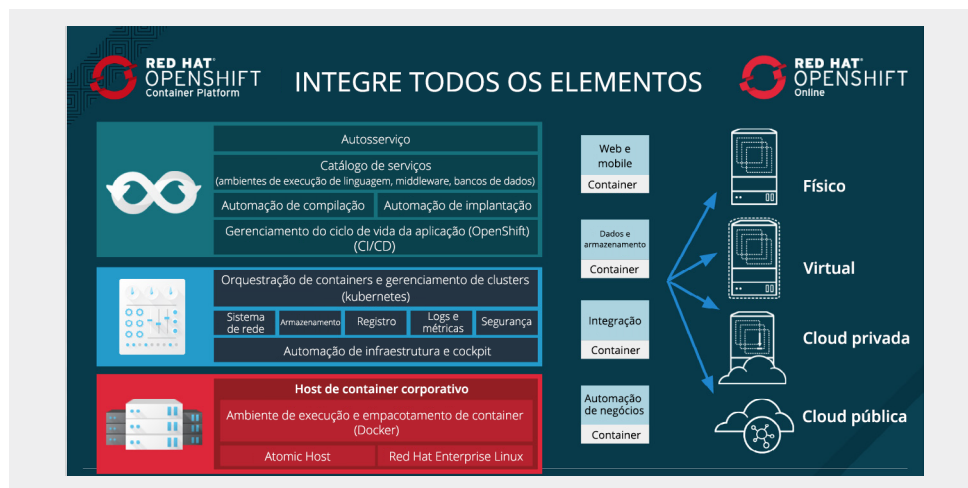 RED HAT
OPENSHIFT
Container Platform
INTEGRE TODOS OS ELEMENTOS
RED HAT
OPENSHIFT
Online
Autosserviço
Catálogo de serviços
(ambientes de execução de linguagem, middleware, bancos de dados)
Automação de compilação
Automação de implantação
Gerenciamento do ciclo de vida da aplicação (OpenShift)
(CI/CD)
Orquestração de containers e gerenciamento de clusters
(kubernetes)
Sistema
de rede
Armazenamento
Registro
Logs e
métricas
Segurança
Automação de infraestrutura e cockpit
Host de container corporativo
Ambiente de execução e empacotamento de container
(Docker)
Atomic Host
Red Hat Enterprise Linux
Web e
mobile
Container
Dados e
armazenamento
Container
Integração
Container
Automação
de negócios
Container
Físico
Virtual
Cloud privada
Cloud pública